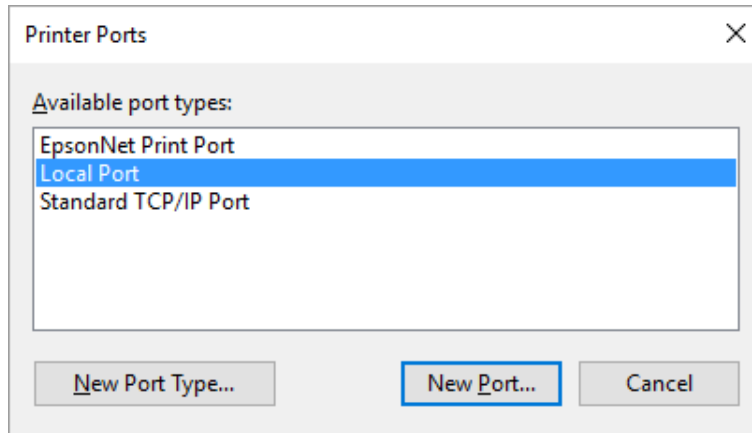 Printer Ports
Available port types:
EpsonNet Print Port
Local Port
Standard TCP/IP Port
New Port Type...
New Port...
Cancel